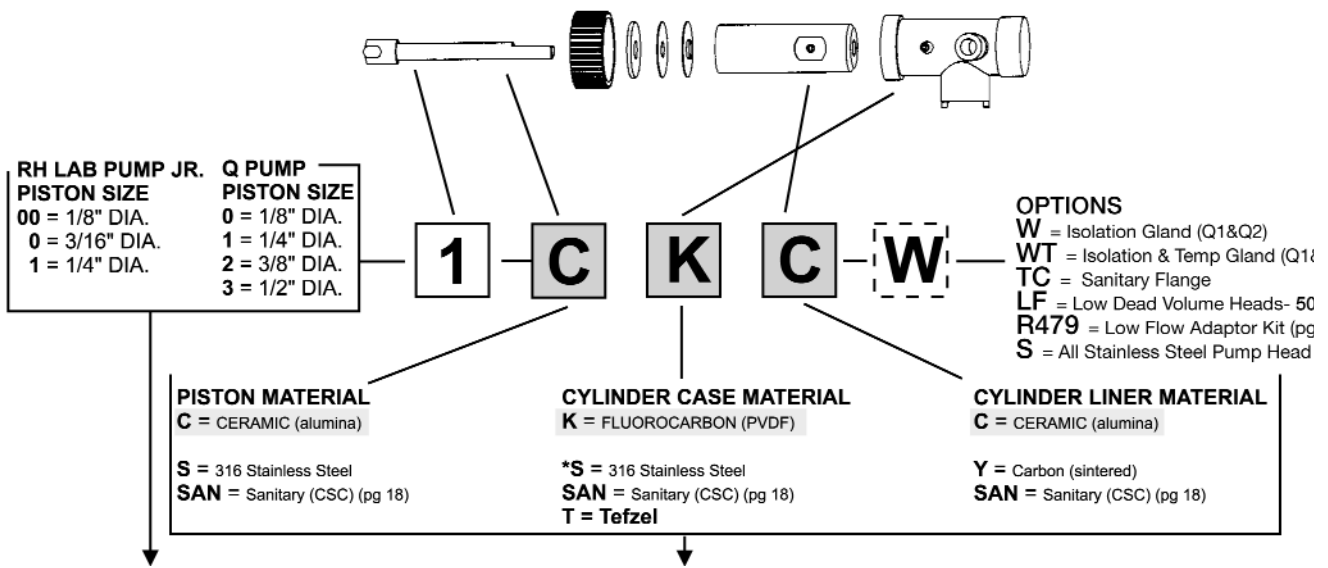 RH LAB PUMP JR.
PISTON SIZE
00 = 1/8" DIA.
0 = 3/16" DIA.
1 = 1/4" DIA.
Q PUMP
PISTON SIZE
0 = 1/8" DIA.
1 = 1/4" DIA.
2 = 3/8" DIA.
3 = 1/2" DIA.
1 C K C W
OPTIONS
W = Isolation Gland (Q1&Q2)
WT = Isolation & Temp Gland (Q1&
TC = Sanitary Flange
LF = Low Dead Volume Heads- 50
R479 = Low Flow Adaptor Kit (pg
S = All Stainless Steel Pump Head
PISTON MATERIAL
C = CERAMIC (alumina)
S = 316 Stainless Steel
SAN = Sanitary (CSC) (pg 18)
CYLINDER CASE MATERIAL
K = FLUOROCARBON (PVDF)
*S = 316 Stainless Steel
SAN = Sanitary (CSC) (pg 18)
T = Tefzel
CYLINDER LINER MATERIAL
C = CERAMIC (alumina)
Y = Carbon (sintered)
SAN = Sanitary (CSC) (pg 18)